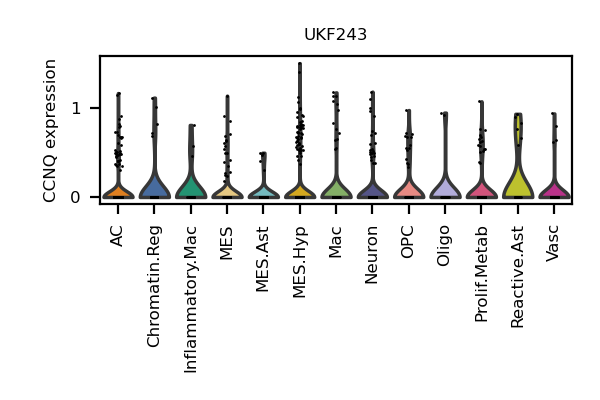 UKF243
CCNQ expression
1
0
AC
Chromatin.Reg
Inflammatory.Mac
MES
MES.Ast
MES.Hyp
Mac
Neuron
OPC
Oligo
Prolif.Metab
Reactive.Ast
Vasc